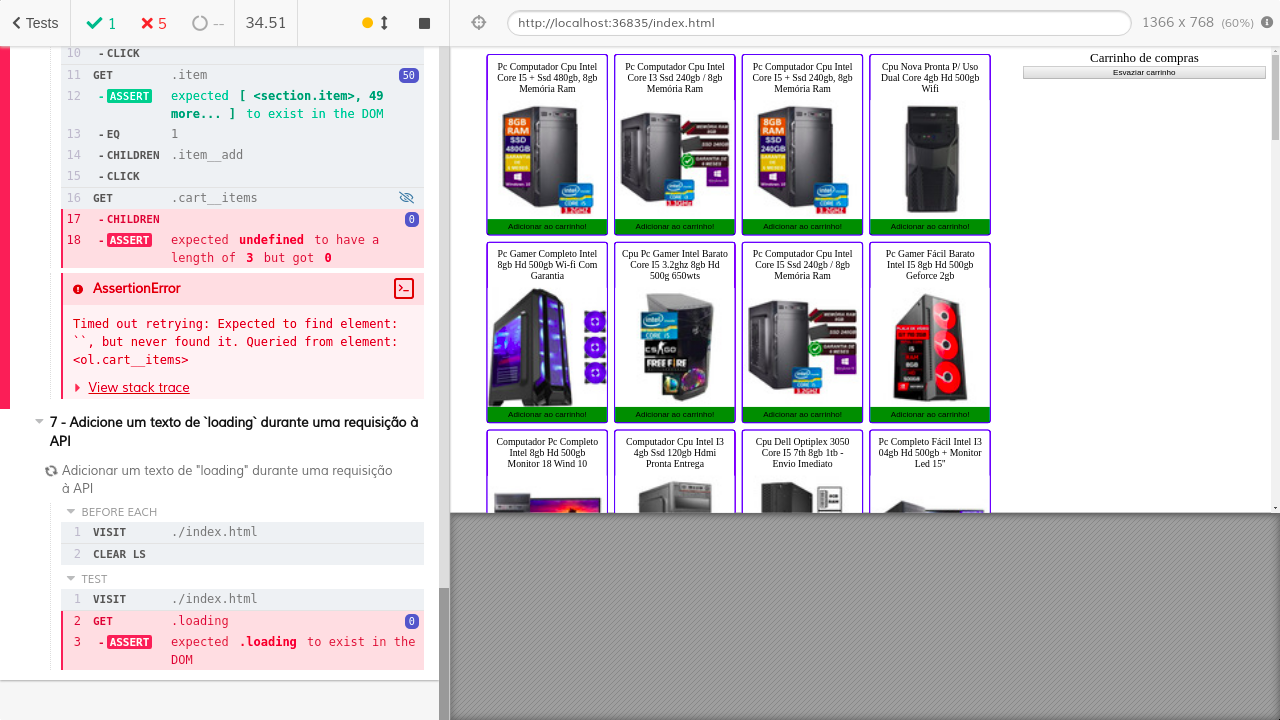 Tests
1
5
--
34.51
http://localhost:36835/index.html
1366 x 768 (60%)
10 -CLICK
11 GET .item 50
12 -ASSERT expected [ <section.item>, 49
more... ] to exist in the DOM
13 -EQ 1
14 -CHILDREN .item__add
15 -CLICK
16 GET .cart__items
17 -CHILDREN 0
18 -ASSERT expected undefined to have a
length of 3 but got 0
AssertionError
Timed out retrying: Expected to find element:
``, but never found it. Queried from element:
<ol.cart__items>
View stack trace
7 - Adicione um texto de `loading` durante uma requisição à
API
Adicionar um texto de "loading" durante uma requisição
à API
BEFORE EACH
1 VISIT ./index.html
2 CLEAR LS
TEST
1 VISIT ./index.html
2 GET .loading 0
3 -ASSERT expected .loading to exist in the
DOM
Pc Computador Cpu Intel
Core I5 + Ssd 480gb, 8gb
Memória Ram
8GB
RAM
SSD
480GB
Adicionar ao carrinho!
Pc Computador Cpu Intel
Core I3 Ssd 240gb / 8gb
Memória Ram
Adicionar ao carrinho!
Pc Computador Cpu Intel
Core I5 + Ssd 240gb, 8gb
Memória Ram
8GB
RAM
SSD
240GB
Adicionar ao carrinho!
Cpu Nova Pronta P/ Uso
Dual Core 4gb Hd 500gb
Wifi
Adicionar ao carrinho!
Carrinho de compras
Esvaziar carrinho
Pc Gamer Completo Intel
8gb Hd 500gb Wi-fi Com
Garantia
Adicionar ao carrinho!
Cpu Pc Gamer Intel Barato
Core I5 3.2ghz 8gb Hd
500g 650wts
CS:GO
FREE FIRE
Adicionar ao carrinho!
Pc Computador Cpu Intel
Core I5 Ssd 240gb / 8gb
Memória Ram
Adicionar ao carrinho!
Pc Gamer Fácil Barato
Intel I5 8gb Hd 500gb
Geforce 2gb
Adicionar ao carrinho!
Computador Pc Completo
Intel 8gb Hd 500gb
Monitor 18 Wind 10
Computador Cpu Intel I3
4gb Ssd 120gb Hdmi
Pronta Entrega
Cpu Dell Optiplex 3050
Core I5 7th 8gb 1tb -
Envio Imediato
Pc Completo Fácil Intel I3
04gb Hd 500gb + Monitor
Led 15"